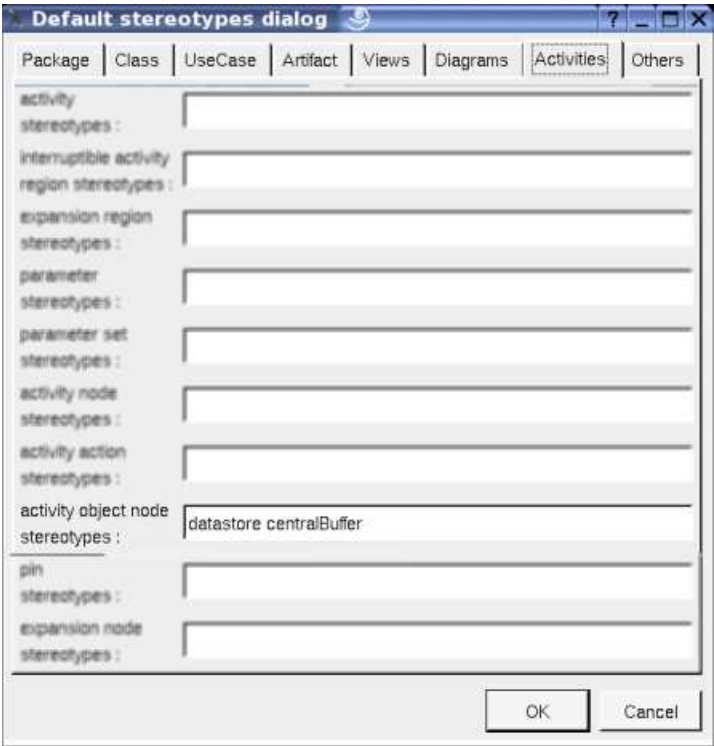 Default stereotypes dialog
Package Class UseCase Artifact Views Diagrams Activities Others
activity
stereotypes :
interruptible activity
region stereotypes :
expansion region
stereotypes :
parameter
stereotypes :
parameter set
stereotypes :
activity node
stereotypes :
activity action
stereotypes :
activity object node
stereotypes :
datastore centralBuffer
pin
stereotypes :
expansion node
stereotypes :
OK Cancel